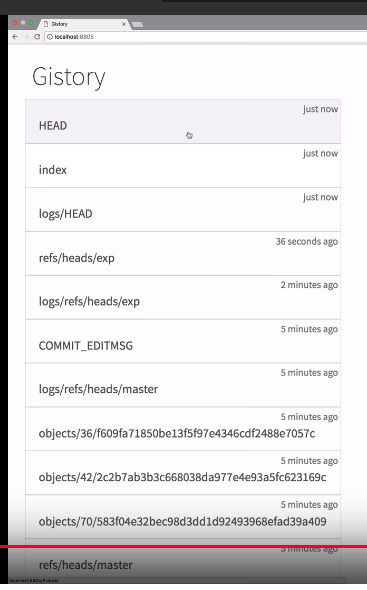 Gistory
localhost:8805
Gistory
just now
HEAD
just now
index
just now
logs/HEAD
36 seconds ago
refs/heads/exp
2 minutes ago
logs/refs/heads/exp
5 minutes ago
COMMIT_EDITMSG
5 minutes ago
logs/refs/heads/master
5 minutes ago
objects/36/f609fa71850be13f5f97e4346cdf2488e7057c
5 minutes ago
objects/42/2c2b7ab3b3c668038da977e4e93a5fc623169c
5 minutes ago
objects/70/583f04e32bec98d3dd1d92493968efad39a409
5 minutes ago
refs/heads/master